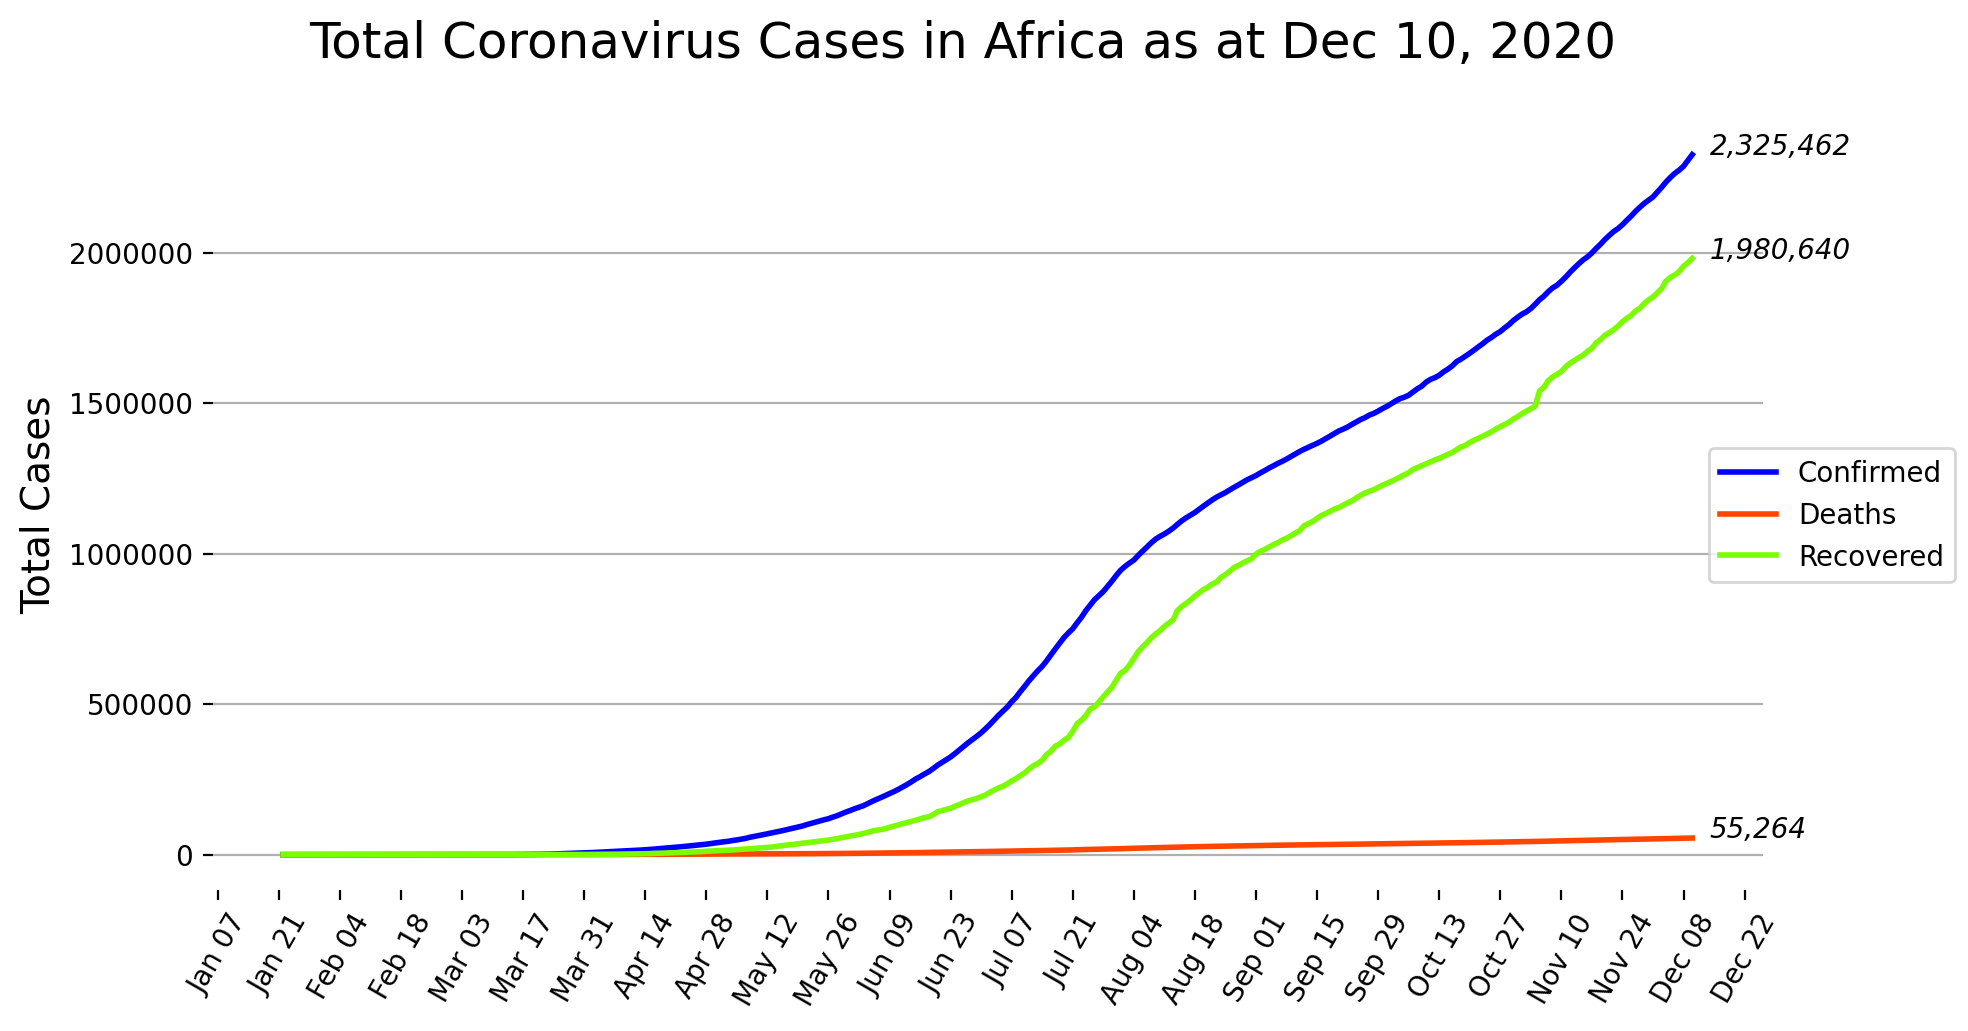 Total Coronavirus Cases in Africa as at Dec 10, 2020
2,325,462
2000000
1,980,640
1500000
Total Cases
Confirmed
Deaths
Recovered
1000000
500000
55,264
0
Jan 07
Jan 21
Feb 04
Feb 18
Mar 03
Mar 17
Mar 31
Apr 14
Apr 28
May 12
May 26
Jun 09
Jun 23
Jul 07
Jul 21
Aug 04
Aug 18
Sep 01
Sep 15
Sep 29
Oct 13
Oct 27
Nov 10
Nov 24
Dec 08
Dec 22